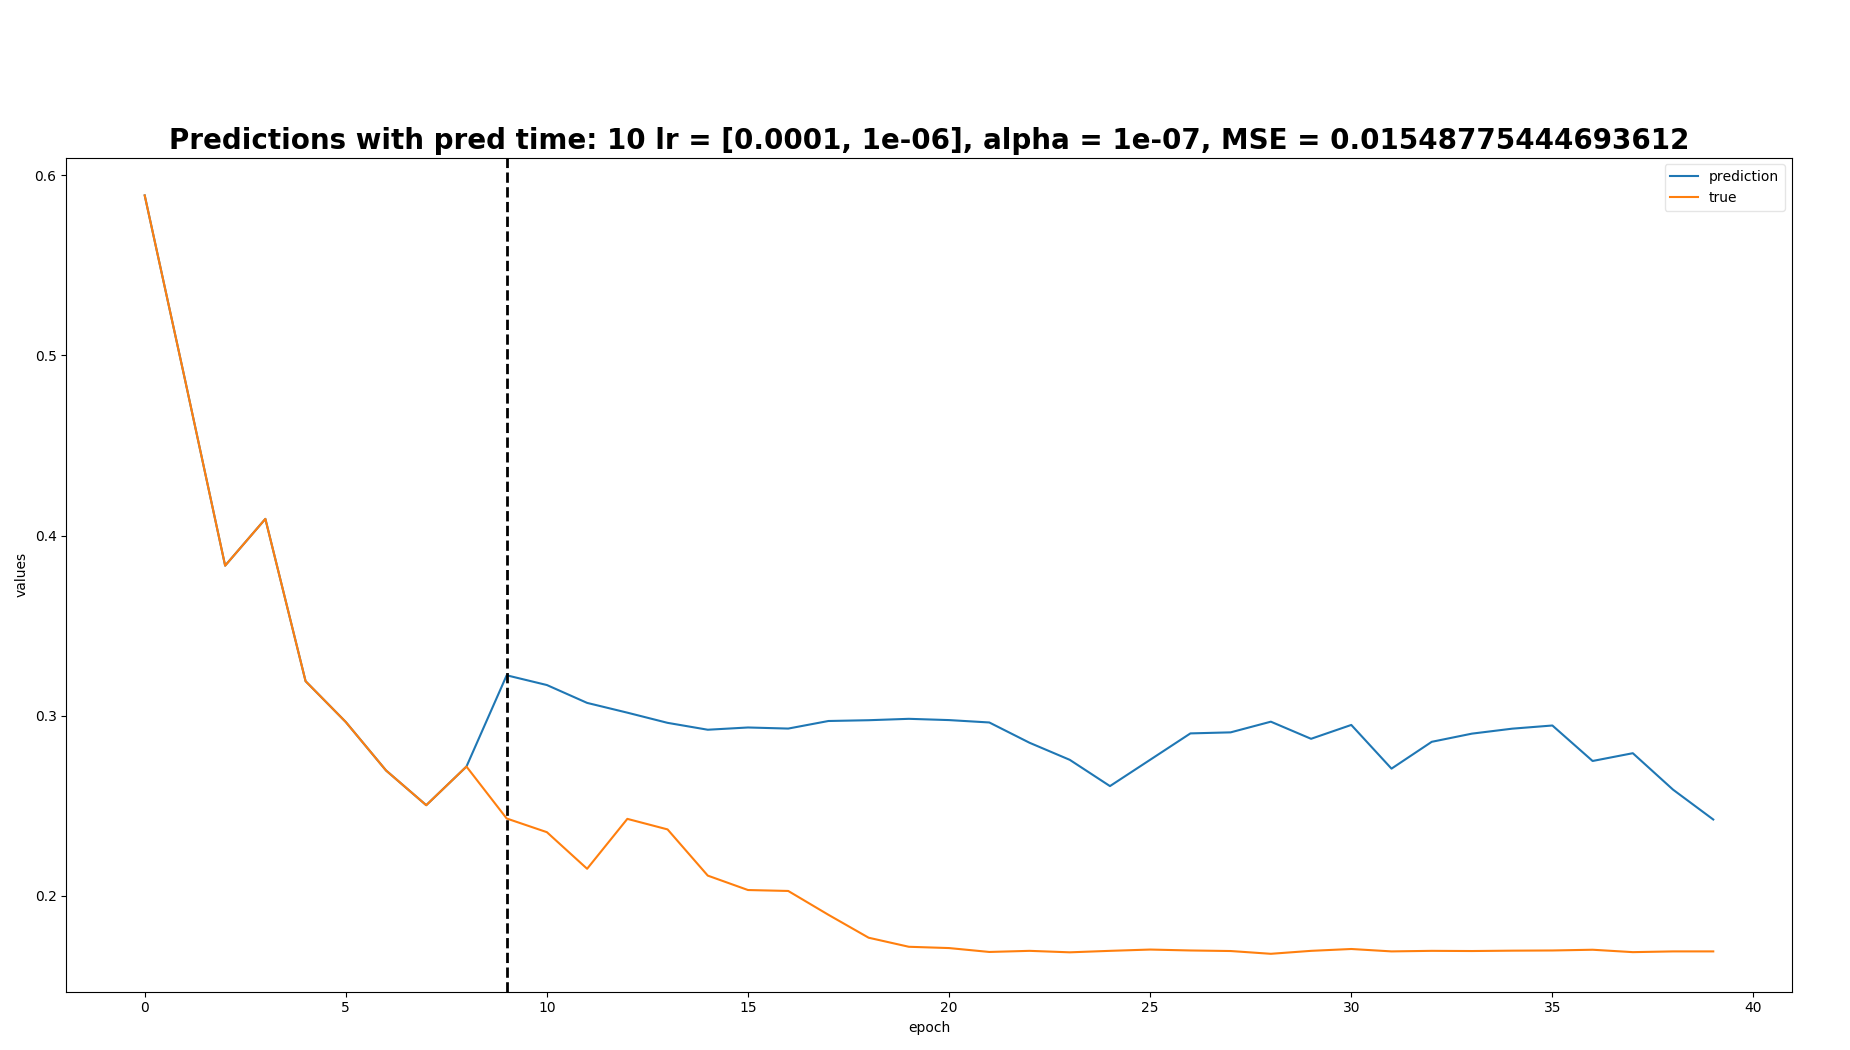 Predictions with pred time: 10 lr = [0.0001, 1e-06], alpha = 1e-07, MSE = 0.01548775444693612
prediction
true
0.6
0.5
0.4
0.3
0.2
values
0 5 10 15 20 25 30 35 40
epoch